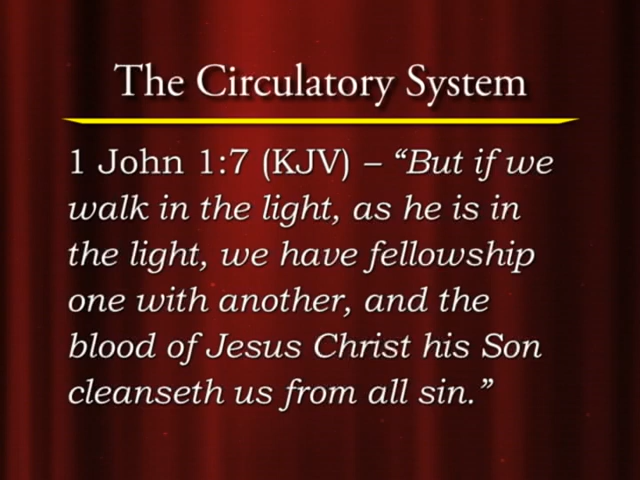 The Circulatory System
1 John 1:7 (KJV) – “But if we
walk in the light, as he is in
the light, we have fellowship
one with another, and the
blood of Jesus Christ his Son
cleanseth us from all sin.”